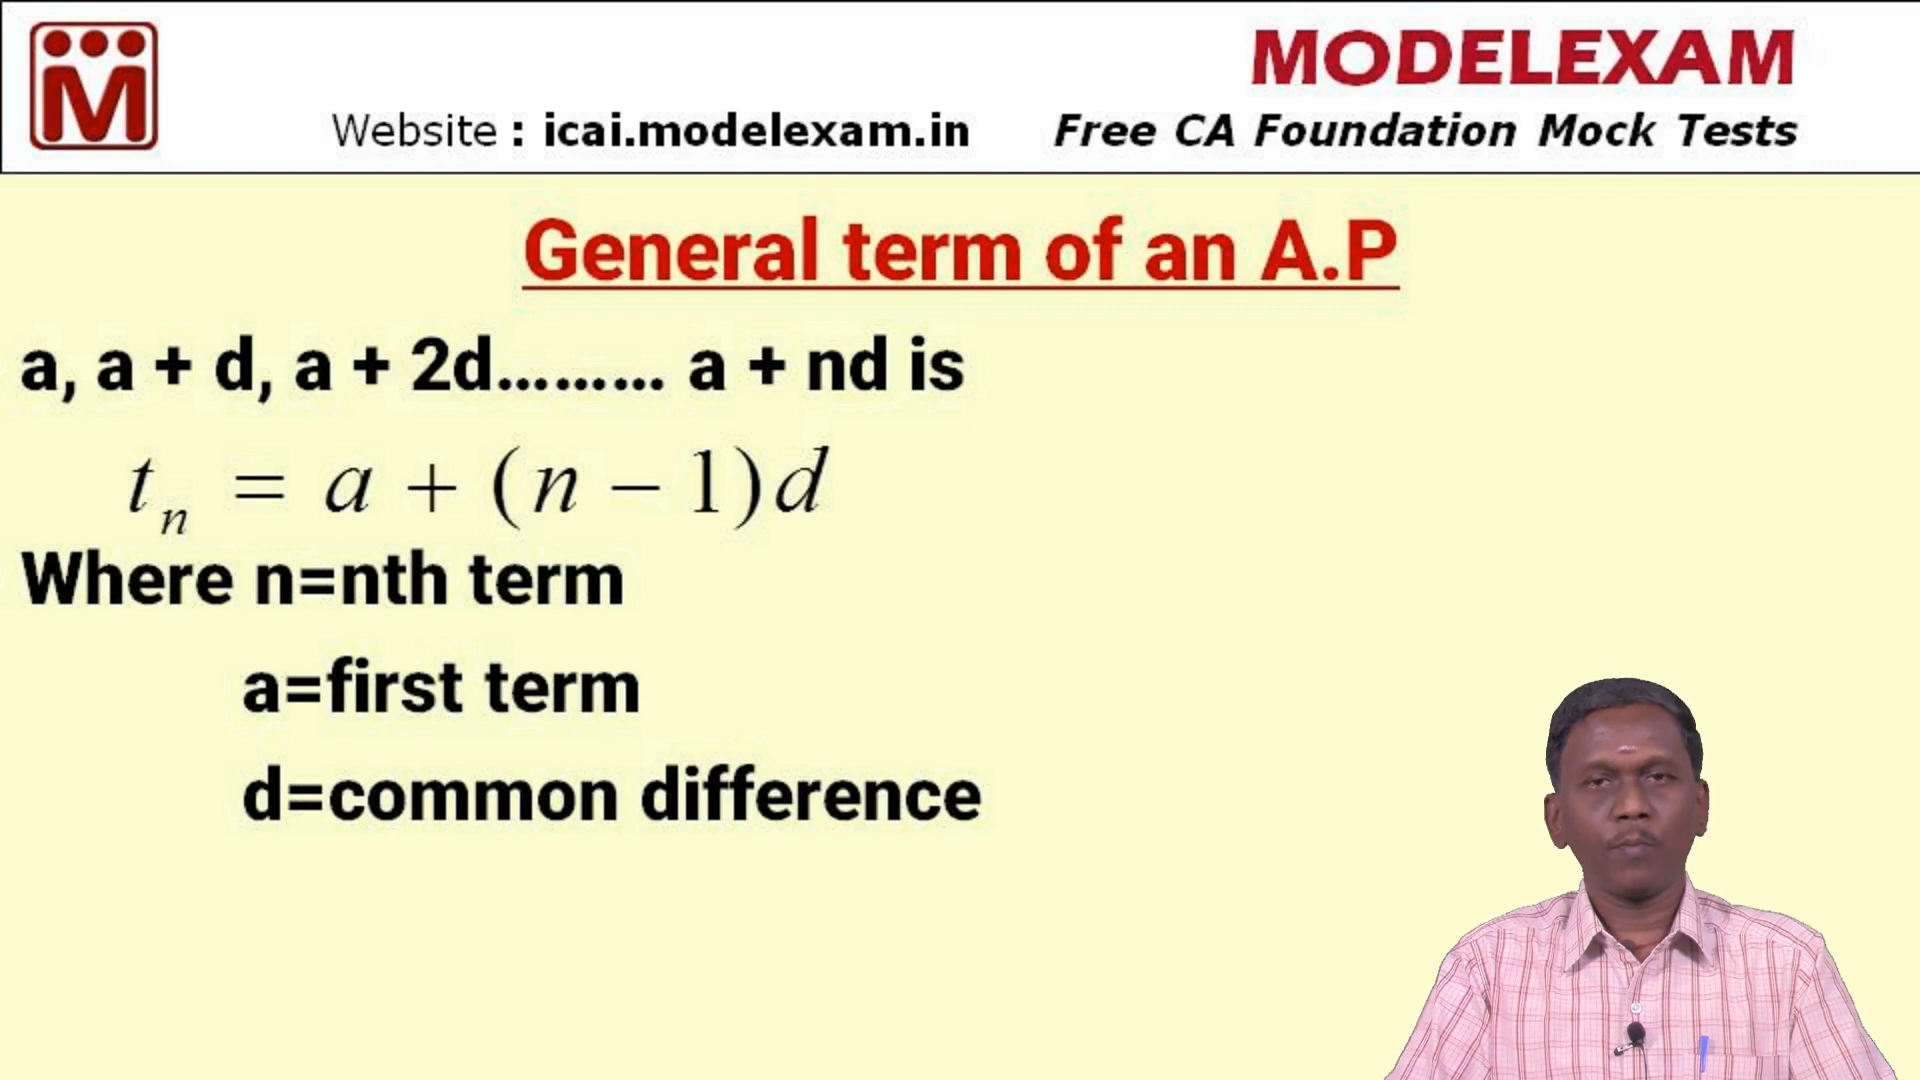 MODELEXAM
M
Website : icai.modelexam.in Free CA Foundation Mock Tests
General term of an A.P
a, a + d, a + 2d.......... a + nd is
tₙ = a + (n − 1)d
Where n=nth term
a=first term
d=common difference